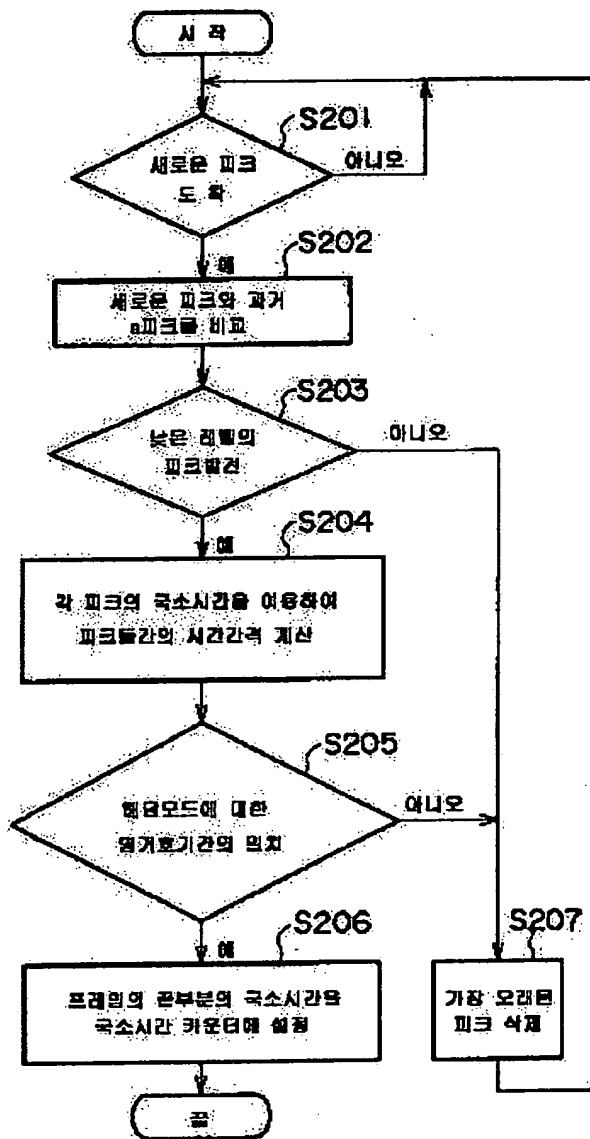 시 작
S201
새로운 피크
도 착
아니오
S202
예
새로운 피크와 과거
n피크를 비교
S203
낮은 레벨의
피크발견
아니오
S204
예
각 피크의 국소시간을 이용하여
피크들간의 시간간격 계산
S205
해당모드에 대한
아니오
S206
예
프레임의 끝부분의 국소시간을
국소시간 카운터에 설정
S207
가장 오래된
피크 삭제
끝